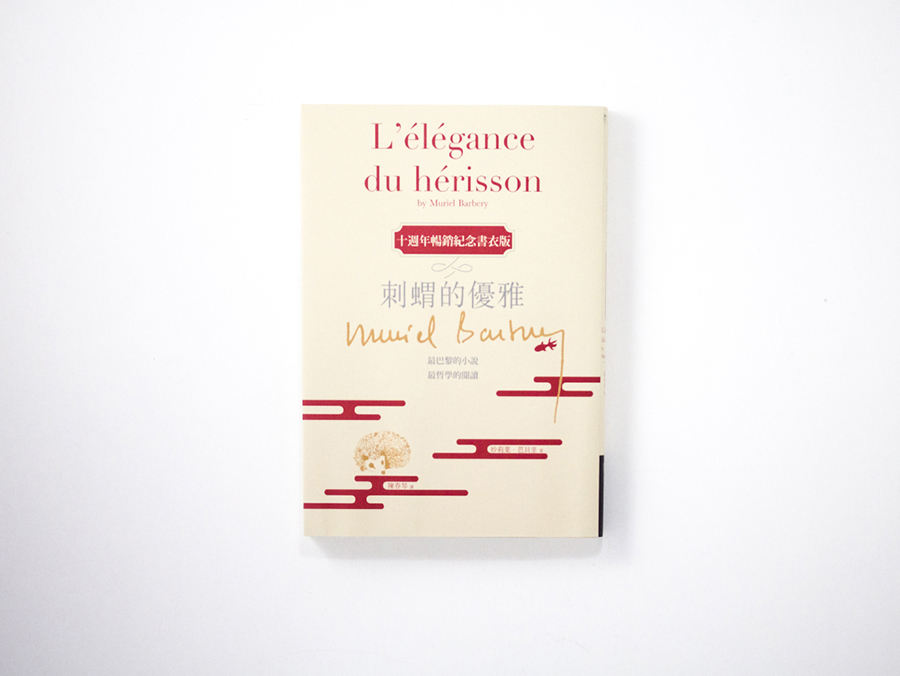 L'élégance
du hérisson
by Muriel Barbery
十週年暢銷紀念書衣版
刺蝟的優雅
Muriel Barbery
最巴黎的小說
最哲學的閱讀
妙莉葉·芭貝里 著
陳春琴 譯